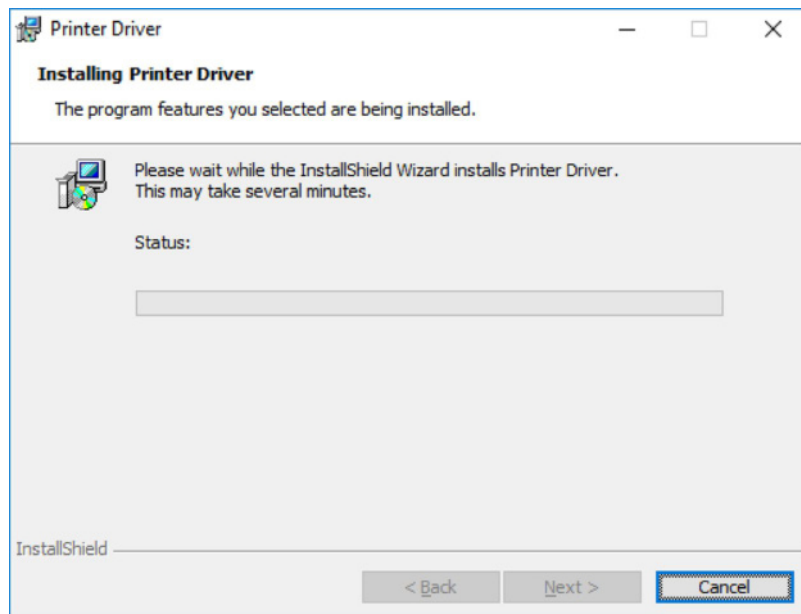 Printer Driver
Installing Printer Driver
The program features you selected are being installed.
Please wait while the InstallShield Wizard installs Printer Driver.
This may take several minutes.
Status:
InstallShield
< Back
Next >
Cancel